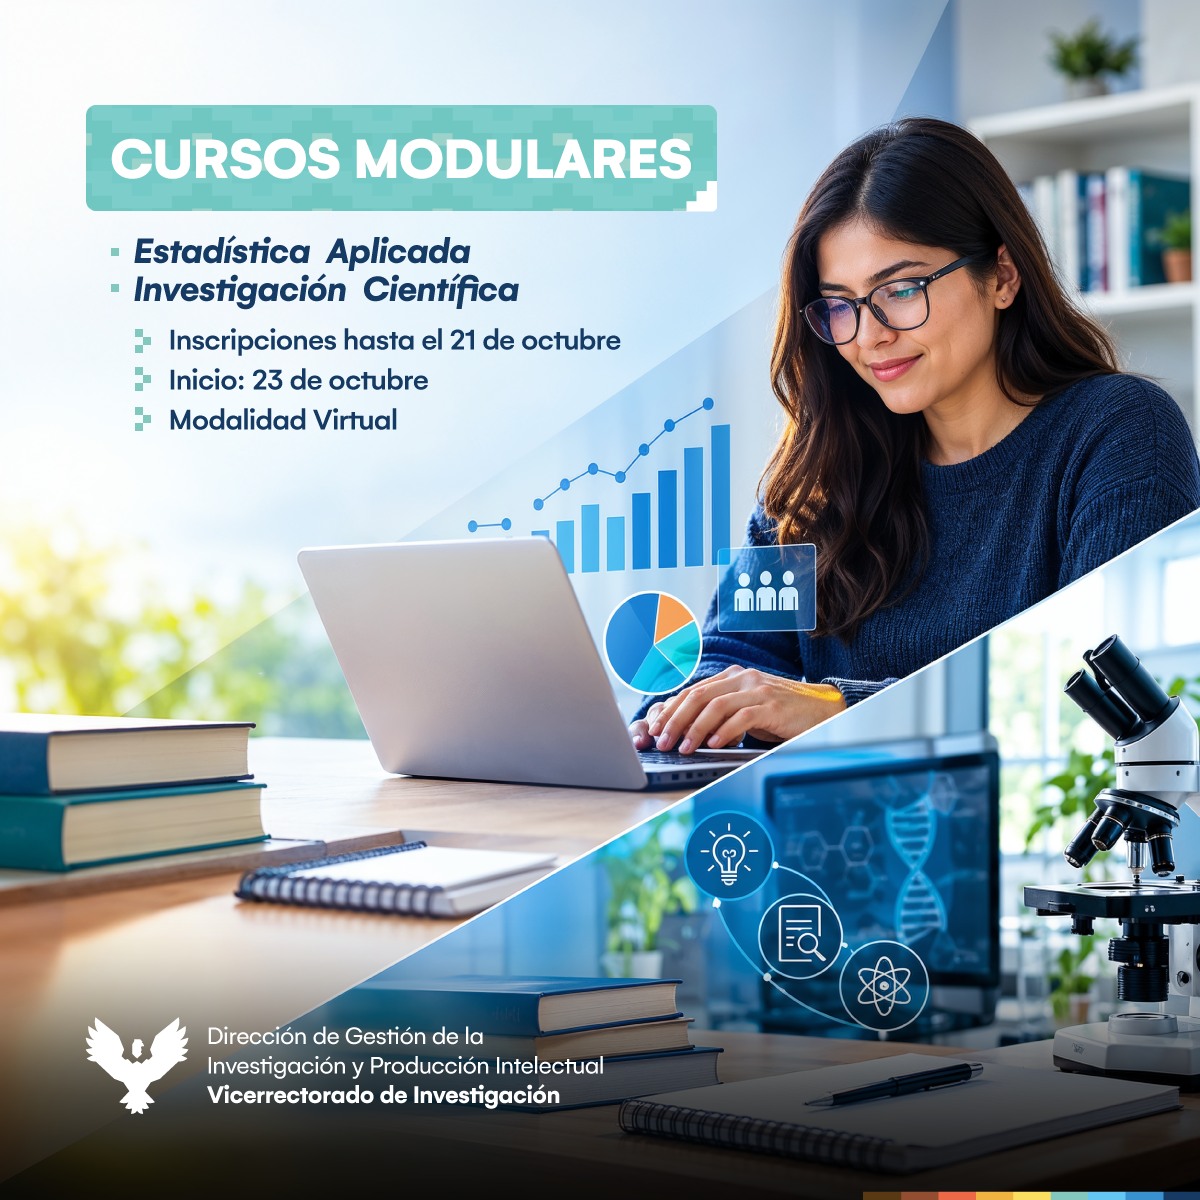 CURSOS MODULARES
Estadística Aplicada
Investigación Científica
Inscripciones hasta el 21 de octubre
Inicio: 23 de octubre
Modalidad Virtual
Dirección de Gestión de la
Investigación y Producción Intelectual
Vicerrectorado de Investigación